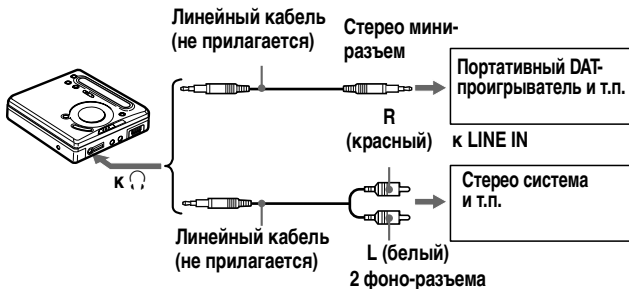 Линейный кабель
(не прилагается)
Стерео мини-
разъем
Портативный DAT-
проигрыватель и т.п.
R
(красный)
к LINE IN
к
Стерео система
и т.п.
Линейный кабель
(не прилагается)
L (белый)
2 фоно-разъема